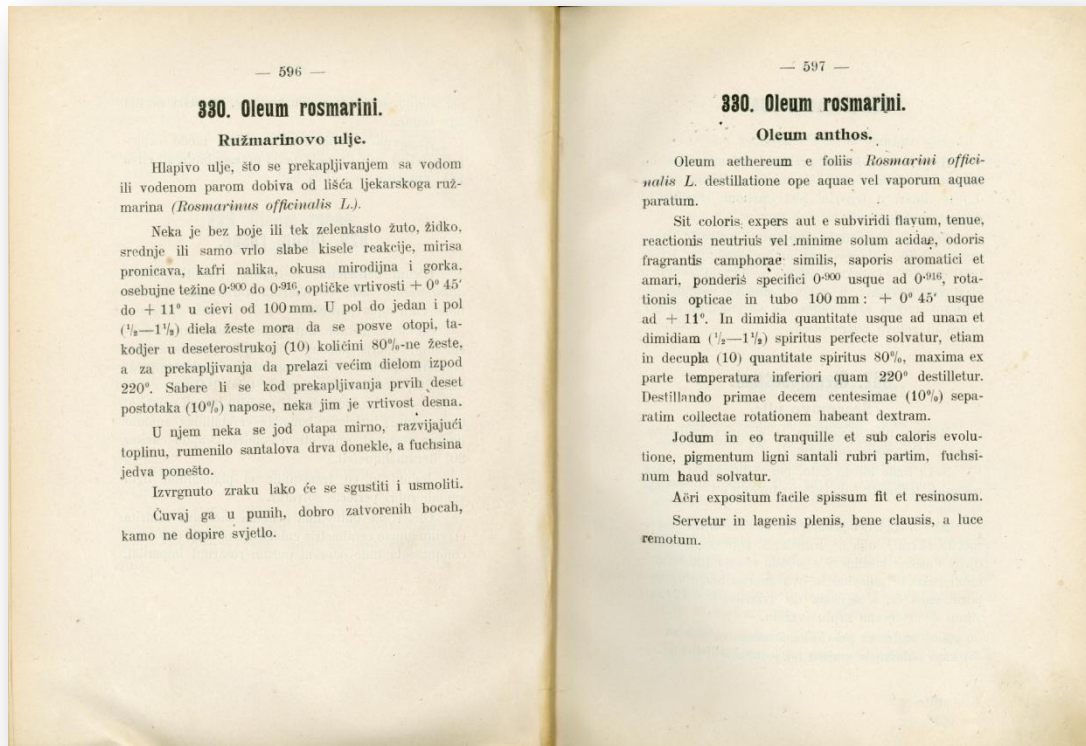 — 596 —
330. Oleum rosmarini.
Ružmarinovo ulje.
Hlapivo ulje, što se prekapljivanjem sa vodom
ili vodenom parom dobiva od lišća ljekarskoga ruž-
marina (Rosmarinus officinalis L.).
Neka je bez boje ili tek zelenkasto žuto, židko,
srednje ili samo vrlo slabe kisele reakcije, mirisa
pronicava, kafri nalika, okusa mirodijna i gorka,
osebujne težine 0·900 do 0·916, optičke vrtivosti + 0° 45′
do + 11° u cievi od 100 mm. U pol do jedan i pol
(½—1½) diela žeste mora da se posve otopi, ta-
kodjer u deseterostrukoj (10) količini 80%-ne žeste,
a za prekapljivanja da prelazi većim dielom izpod
220°. Sabere li se kod prekapljivanja prvih deset
postotaka (10%) napose, neka jim je vrtivost desna.
U njem neka se jod otapa mirno, razvijajući
toplinu, rumenilo santalova drva donekle, a fuchsina
jedva ponešto.
Izvrgnuto zraku lako će se sgustiti i usmoliti.
Čuvaj ga u punih, dobro zatvorenih bocah,
kamo ne dopire svjetlo.
— 597 —
330. Oleum rosmarini.
Oleum anthos.
Oleum aethereum e foliis Rosmarini offici-
nalis L. destillatione ope aquae vel vaporum aquae
paratum.
Sit coloris expers aut e subviridi flavum, tenue,
reactionis neutrius vel minime solum acidae, odoris
fragrantis camphorae similis, saporis aromatici et
amari, ponderis specifici 0·900 usque ad 0·916, rota-
tionis opticae in tubo 100 mm : + 0° 45′ usque
ad + 11°. In dimidia quantitate usque ad unam et
dimidiam (½—1½) spiritus perfecte solvatur, etiam
in decupla (10) quantitate spiritus 80%, maxima ex
parte temperatura inferiori quam 220° destilletur.
Destillando primae decem centesimae (10%) sepa-
ratim collectae rotationem habeant dextram.
Jodum in eo tranquille et sub caloris evolu-
tione, pigmentum ligni santali rubri partim, fuchsi-
num haud solvatur.
Aëri expositum facile spissum fit et resinosum.
Servetur in lagenis plenis, bene clausis, a luce
remotum.